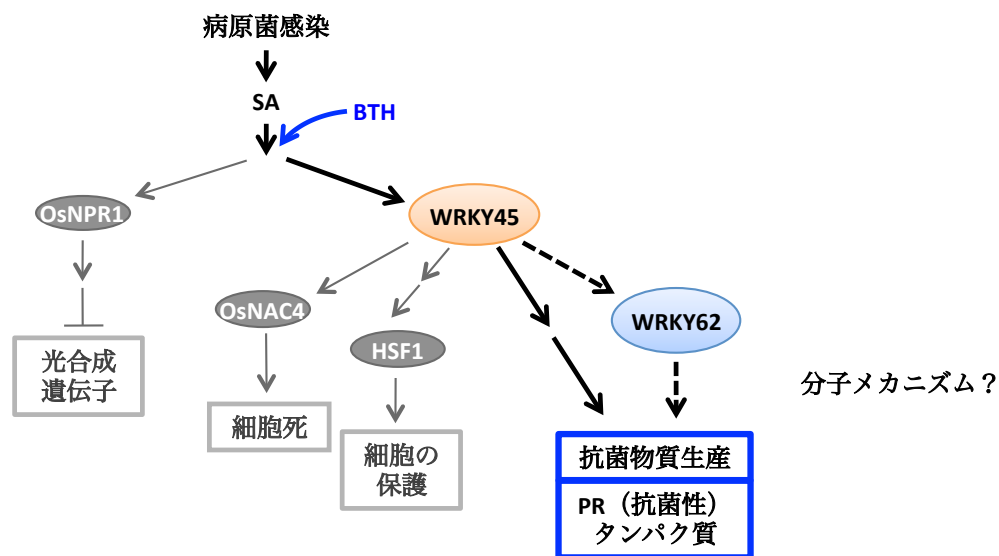 病原菌感染
SA
BTH
OsNPR1
WRKY45
OsNAC4
HSF1
WRKY62
光合成
遺伝子
細胞死
細胞の
保護
分子メカニズム？
抗菌物質生産
PR（抗菌性）
タンパク質